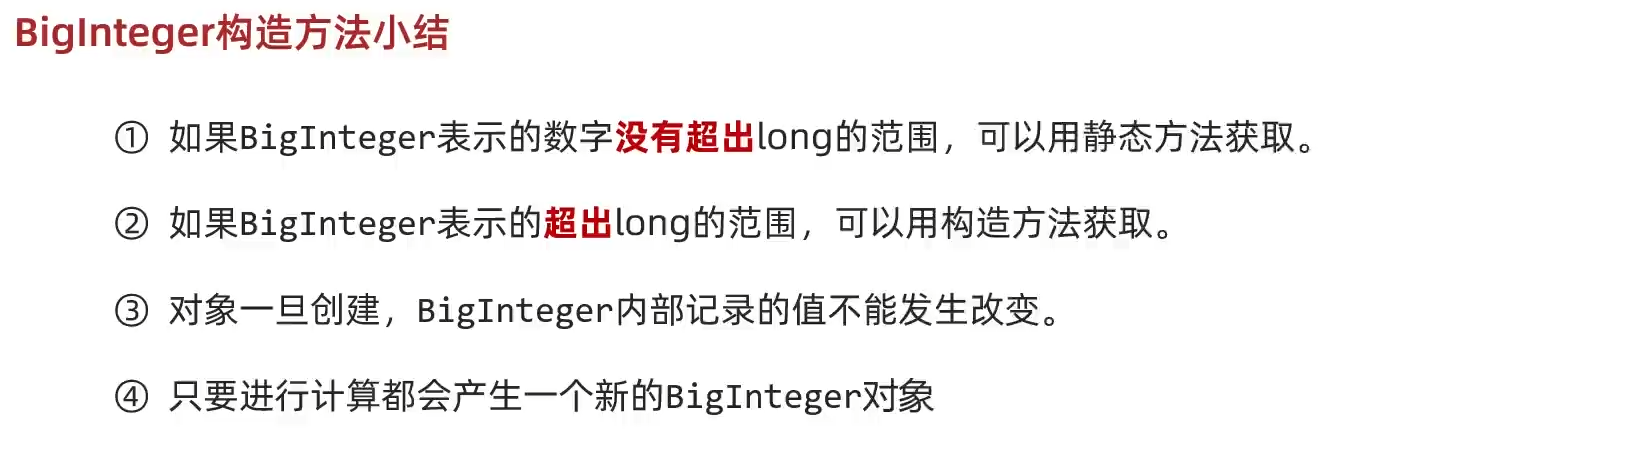 BigInteger构造方法小结
① 如果BigInteger表示的数字没有超出long的范围，可以用静态方法获取。
② 如果BigInteger表示的超出long的范围，可以用构造方法获取。
③ 对象一旦创建，BigInteger内部记录的值不能发生改变。
④ 只要进行计算都会产生一个新的BigInteger对象